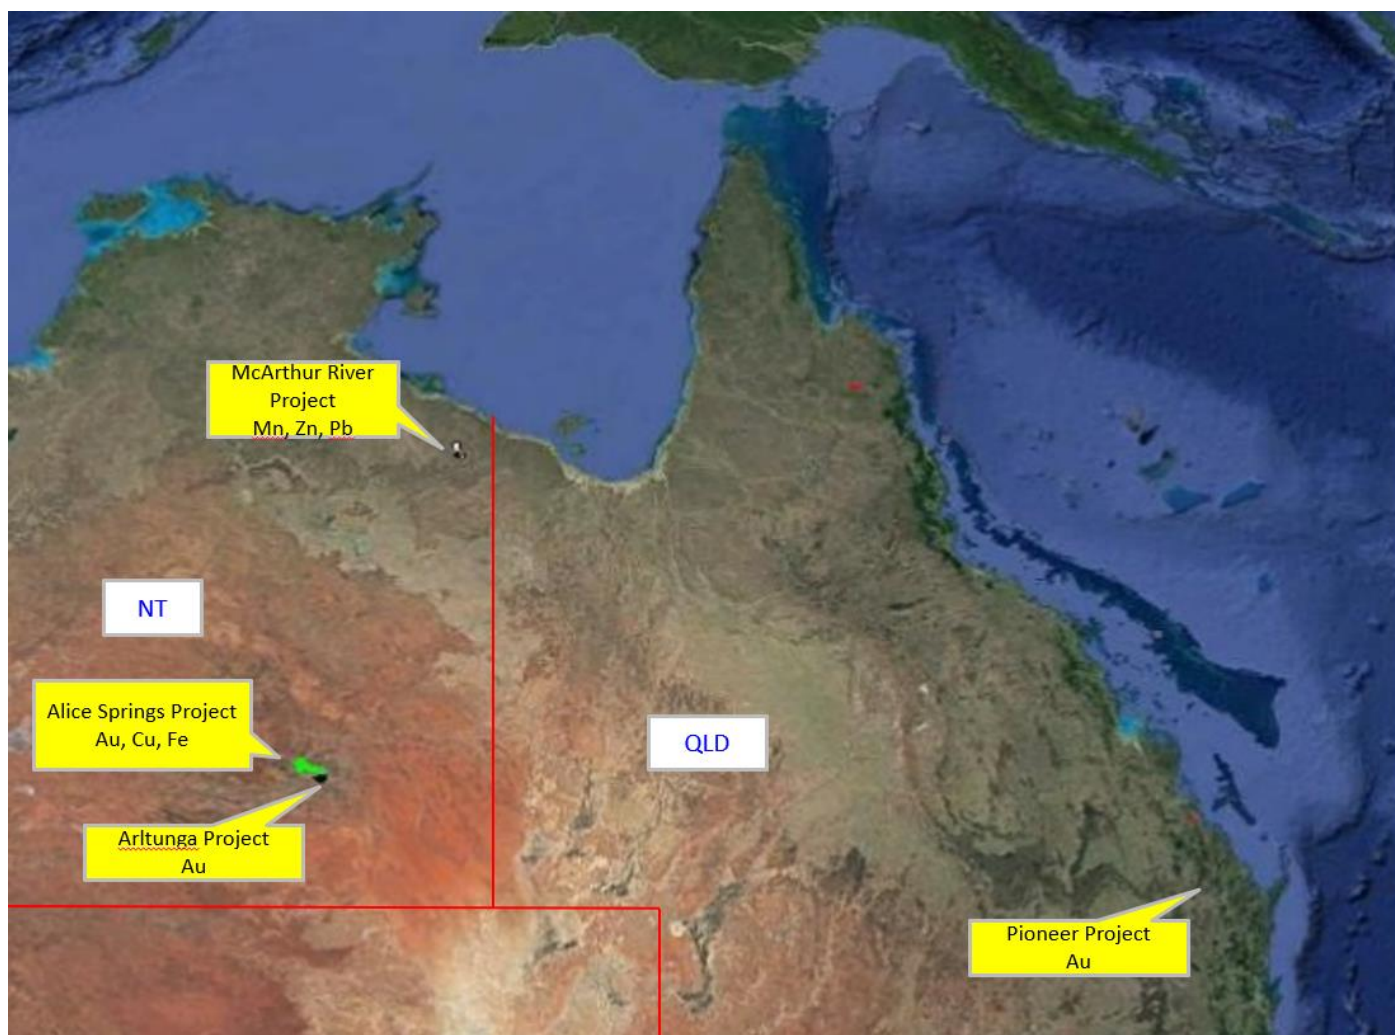 McArthur River
Project
Mn, Zn, Pb
NT
Alice Springs Project
Au, Cu, Fe
QLD
Arltunga Project
Au
Pioneer Project
Au